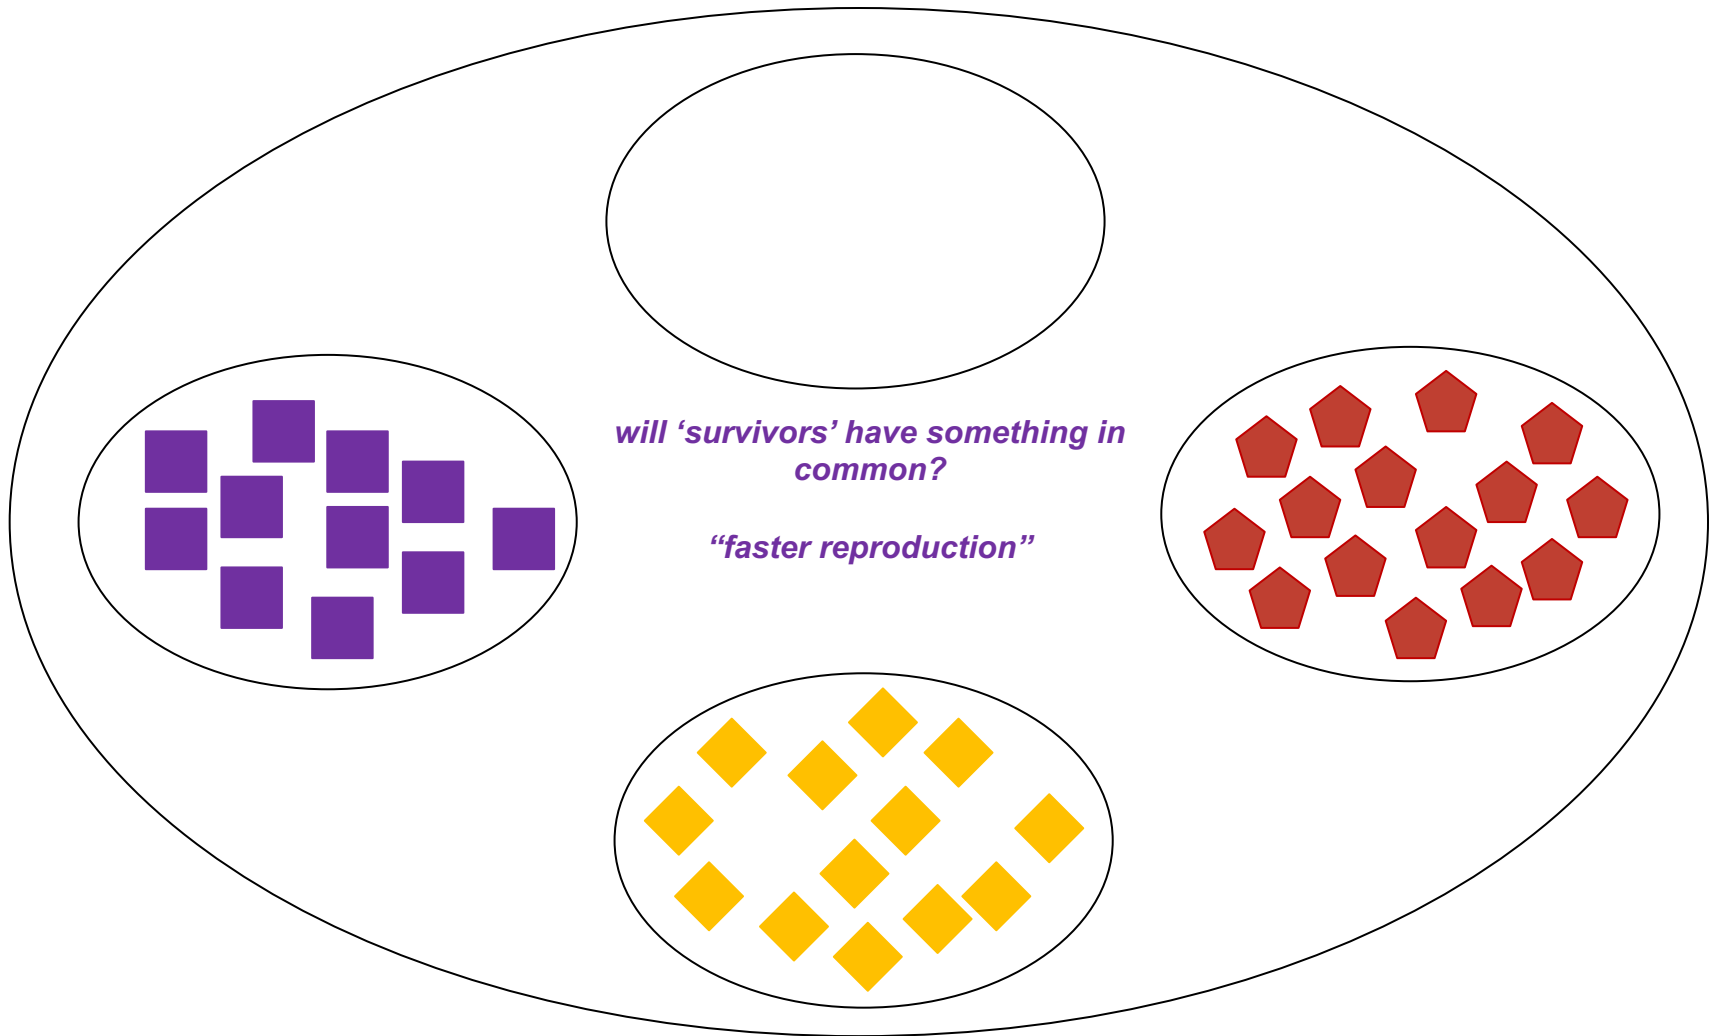 will ‘survivors’ have something in
common?
“faster reproduction”